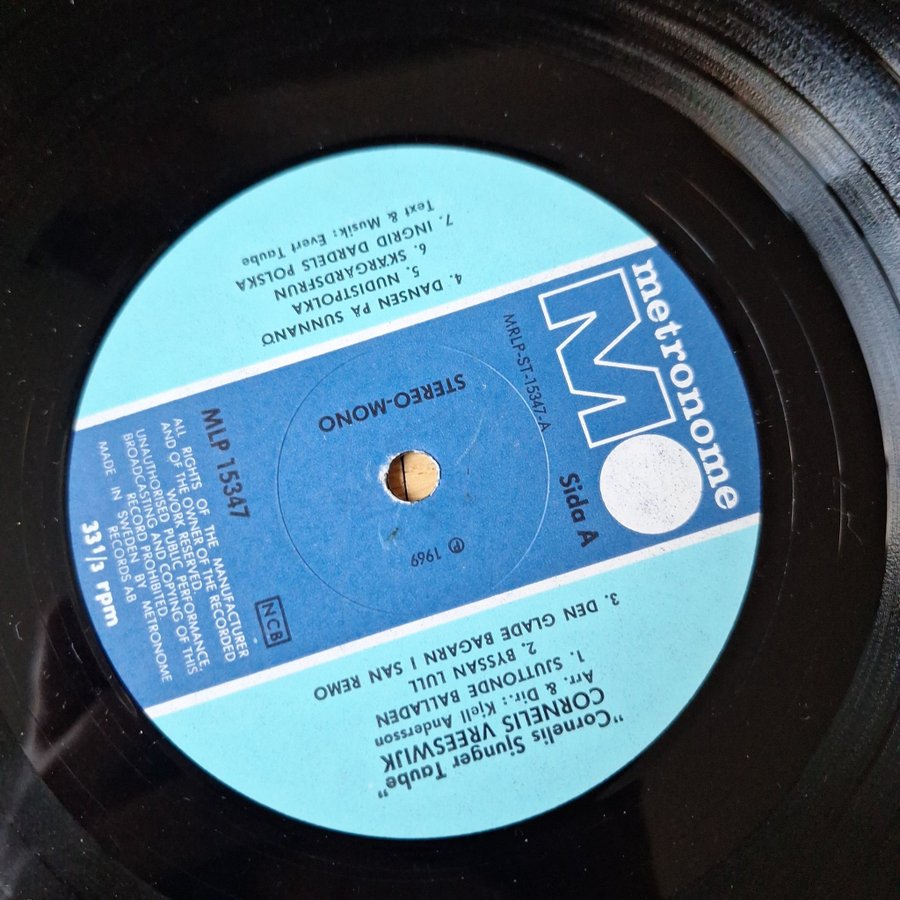 metronome
M
MRLP-ST-15347-A
Sida A
STEREO-MONO
℗ 1969
MLP 15347
ALL RIGHTS OF THE MANUFACTURER
AND OF THE OWNER OF THE RECORDED
WORK RESERVED.
UNAUTHORISED PUBLIC PERFORMANCE,
BROADCASTING AND COPYING OF THIS
RECORD PROHIBITED.
MADE IN SWEDEN BY METRONOME
RECORDS AB
NCB
33 1/3 rpm
"Cornelis Sjunger Taube"
CORNELIS VREESWIJK
Arr. & Dir.: Kjell Andersson
1. SJUTTONDE BALLADEN
2. BYSSAN LULL
3. DEN GLADE BAGARN I SAN REMO
4. DANSEN PÅ SUNNANÖ
5. NUDISTPOLKA
6. SKÄRGÅRDSFRUN
7. INGRID DARDELS POLSKA
Text & Musik: Evert Taube